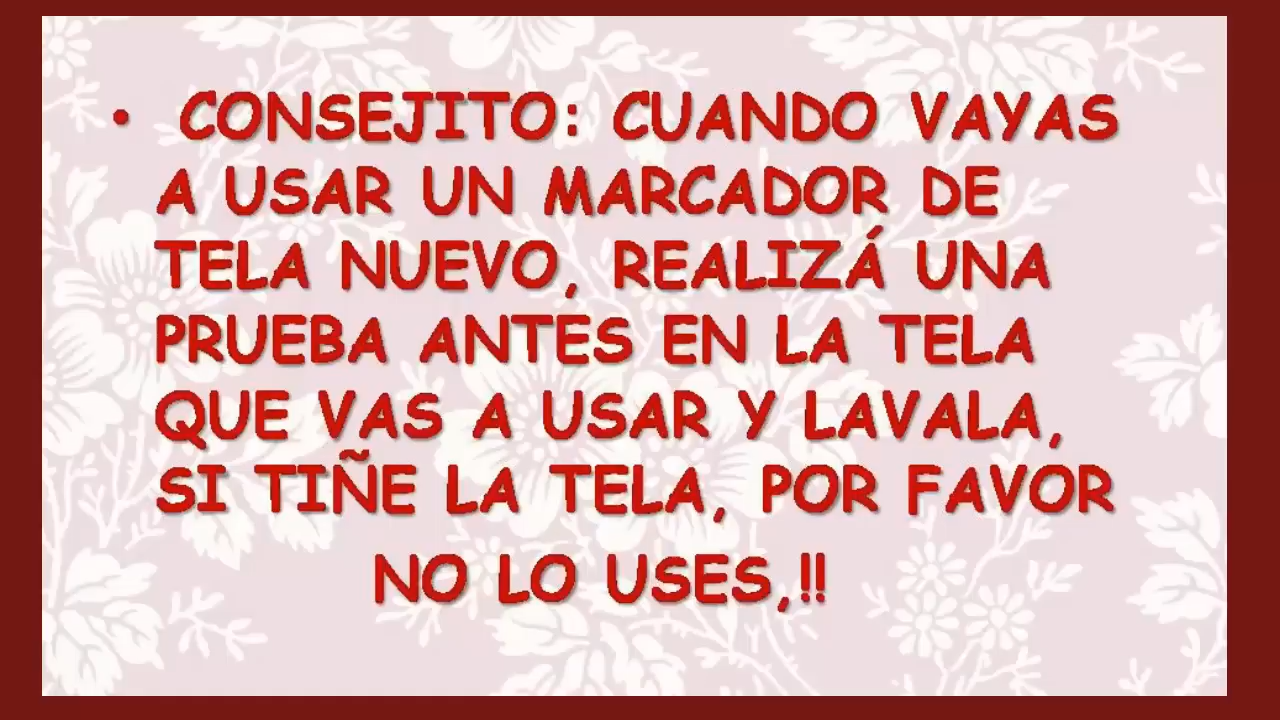 • CONSEJITO: CUANDO VAYAS
A USAR UN MARCADOR DE
TELA NUEVO, REALIZÁ UNA
PRUEBA ANTES EN LA TELA
QUE VAS A USAR Y LAVALA,
SI TIÑE LA TELA, POR FAVOR
NO LO USES,!!